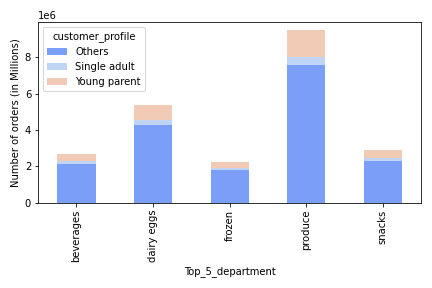 1e6
customer_profile
Others
Single adult
Young parent
Number of orders (in Millions)
8
6
4
2
0
beverages
dairy eggs
frozen
produce
snacks
Top_5_department